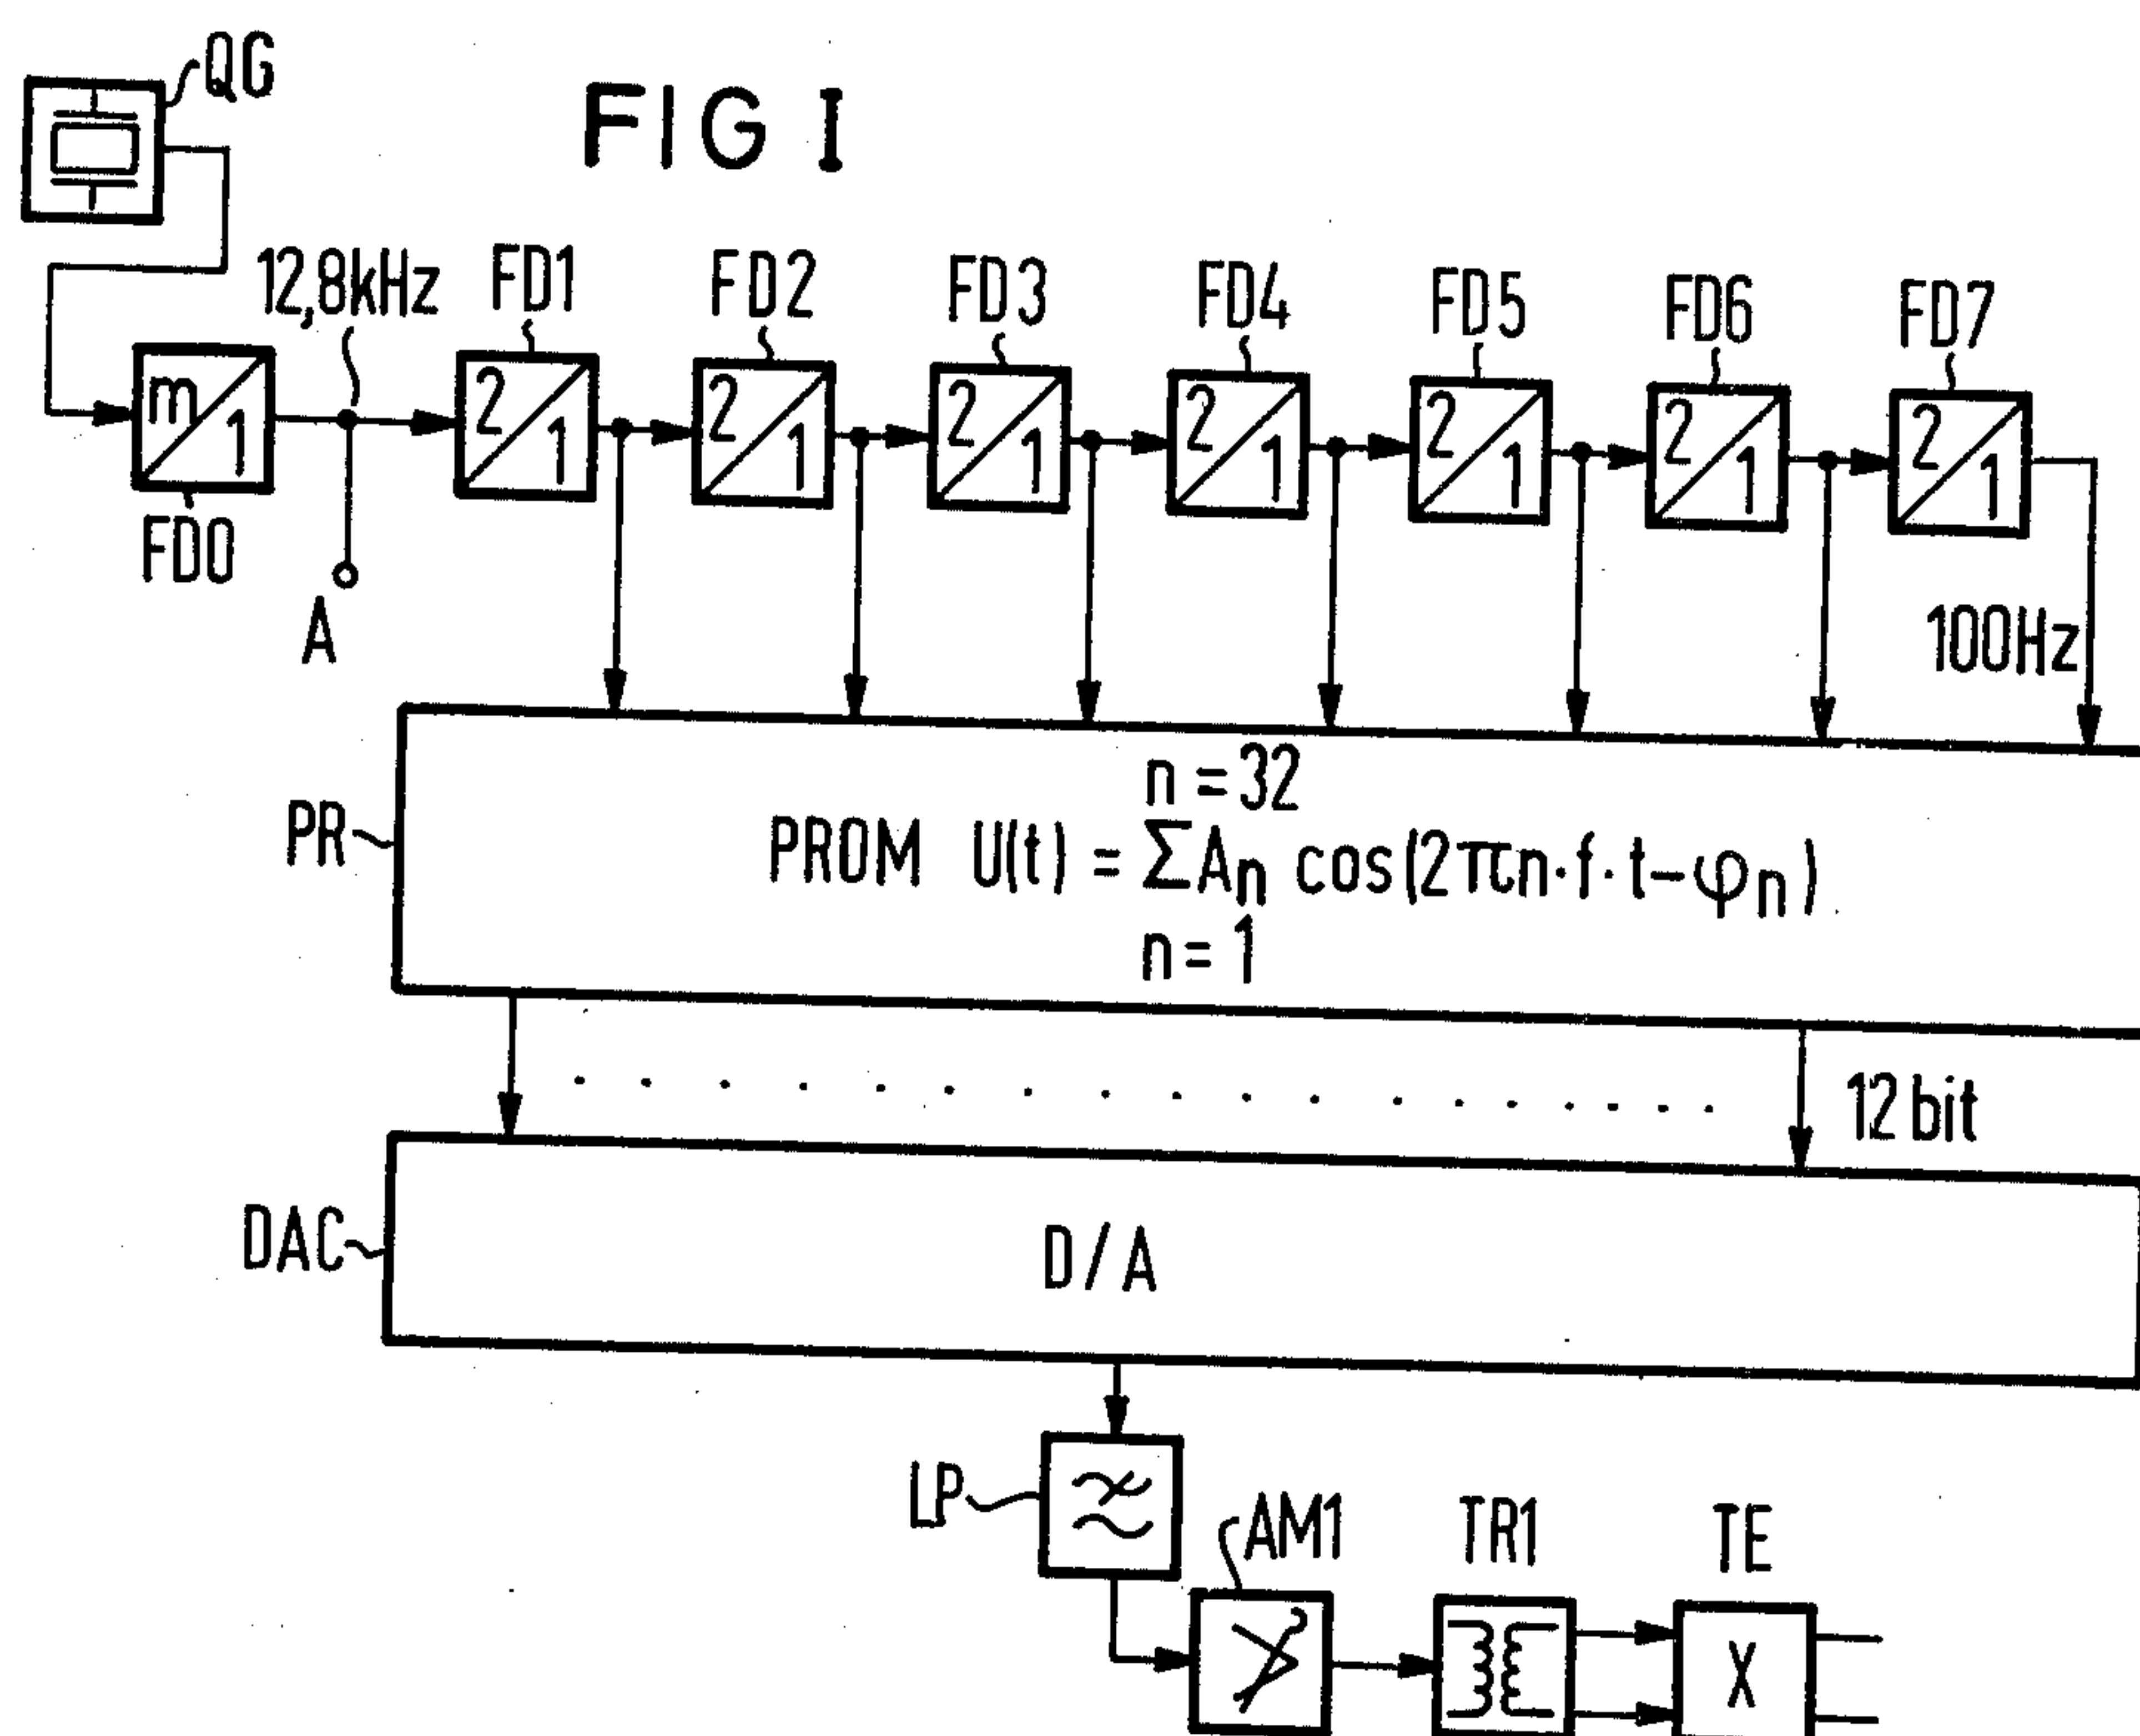 QG
FIG I
12,8kHz
FD1
FD2
FD3
FD4
FD5
FD6
FD7
m/1
2/1
2/1
2/1
2/1
2/1
2/1
2/1
FD0
A
100Hz
n = 32
PR
PROM U(t) = ΣAn cos(2πn·f·t-φn)
n = 1
12 bit
DAC
D/A
LP
AM1
TR1
TE
X